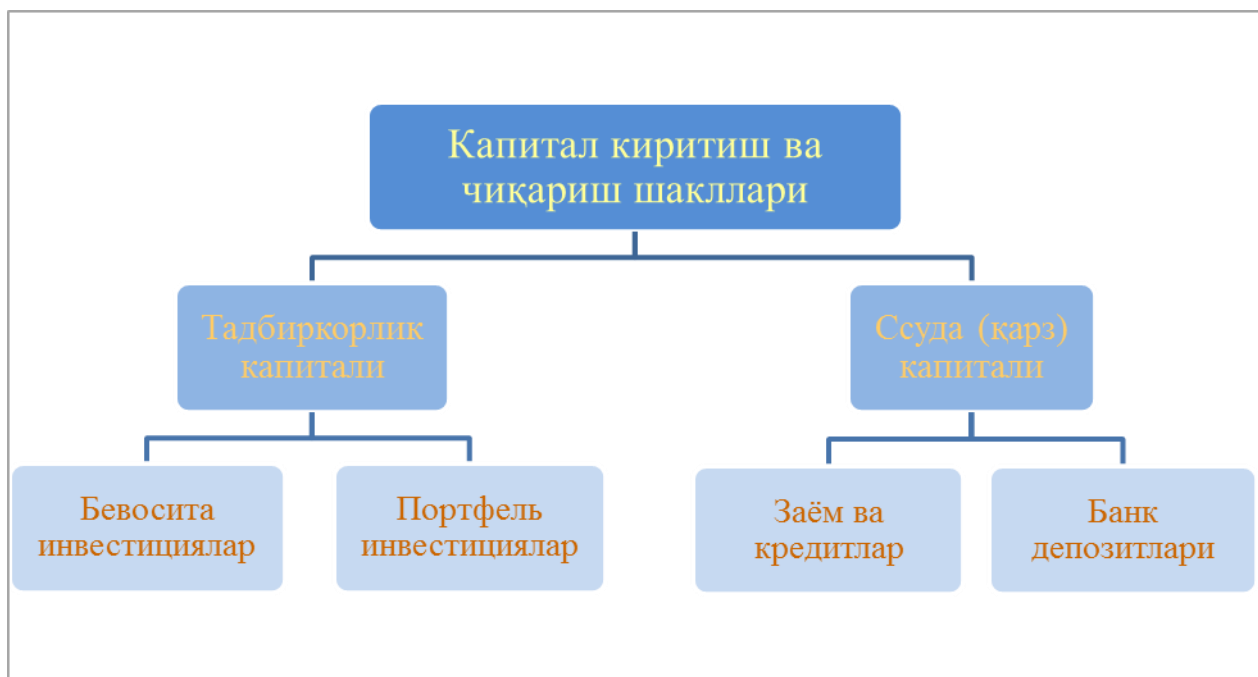 Капитал киритиш ва
чиқариш шакллари
Тадбиркорлик
капитали
Ссуда (қарз)
капитали
Бевосита
инвестициялар
Портфель
инвестициялар
Заём ва
кредитлар
Банк
депозитлари